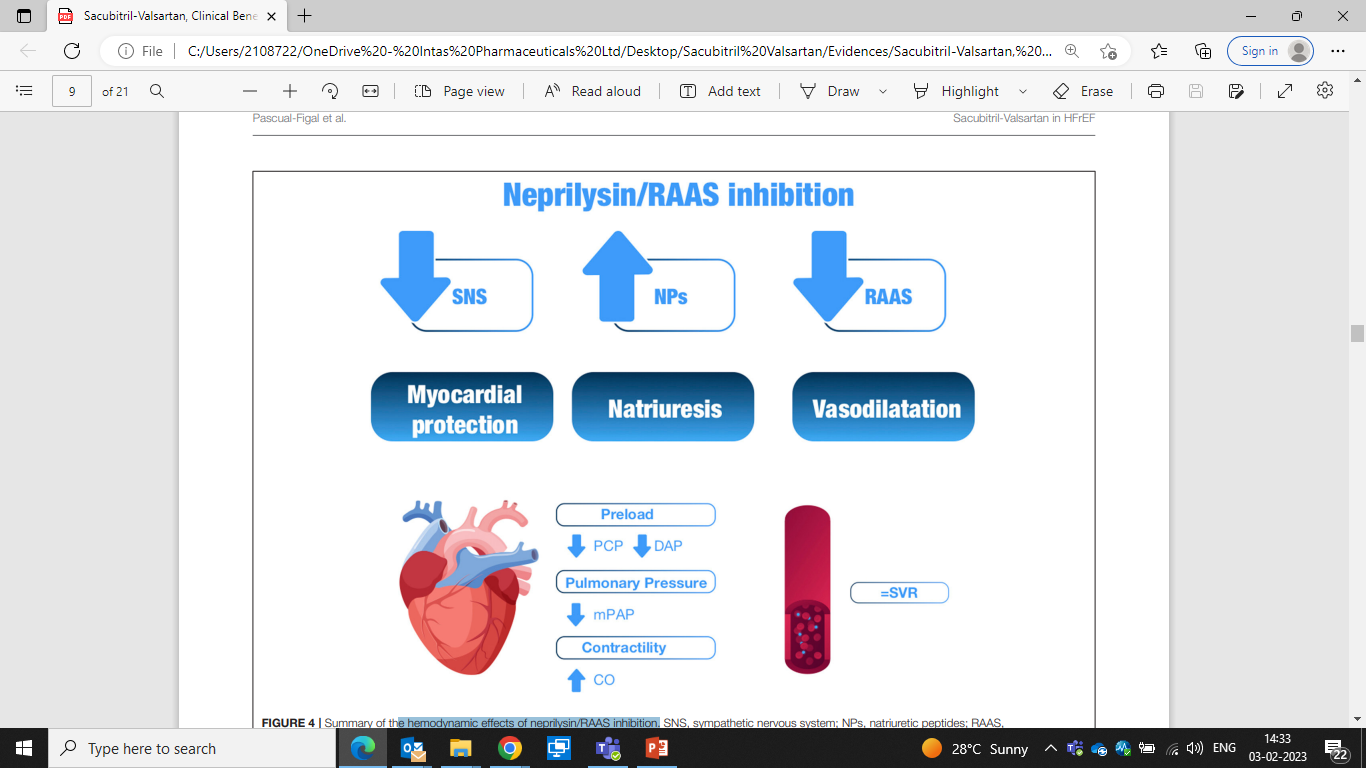 Sacubitril-Valsartan, Clinical Bene
File
C:/Users/2108722/OneDrive%20-%20Intas%20Pharmaceuticals%20Ltd/Desktop/Sacubitril%20Valsartan/Evidences/Sacubitril-Valsartan,%20...
Sign in
9 of 21
Page view
Read aloud
Add text
Draw
Highlight
Erase
Pascual-Figal et al.
Sacubitril-Valsartan in HFrEF
Neprilysin/RAAS inhibition
SNS
NPs
RAAS
Myocardial
protection
Natriuresis
Vasodilatation
Preload
PCP DAP
Pulmonary Pressure
mPAP
Contractility
CO
=SVR
FIGURE 4 | Summary of the hemodynamic effects of neprilysin/RAAS inhibition. SNS, sympathetic nervous system; NPs, natriuretic peptides; RAAS,
Type here to search
28°C Sunny
ENG
14:33
03-02-2023
22